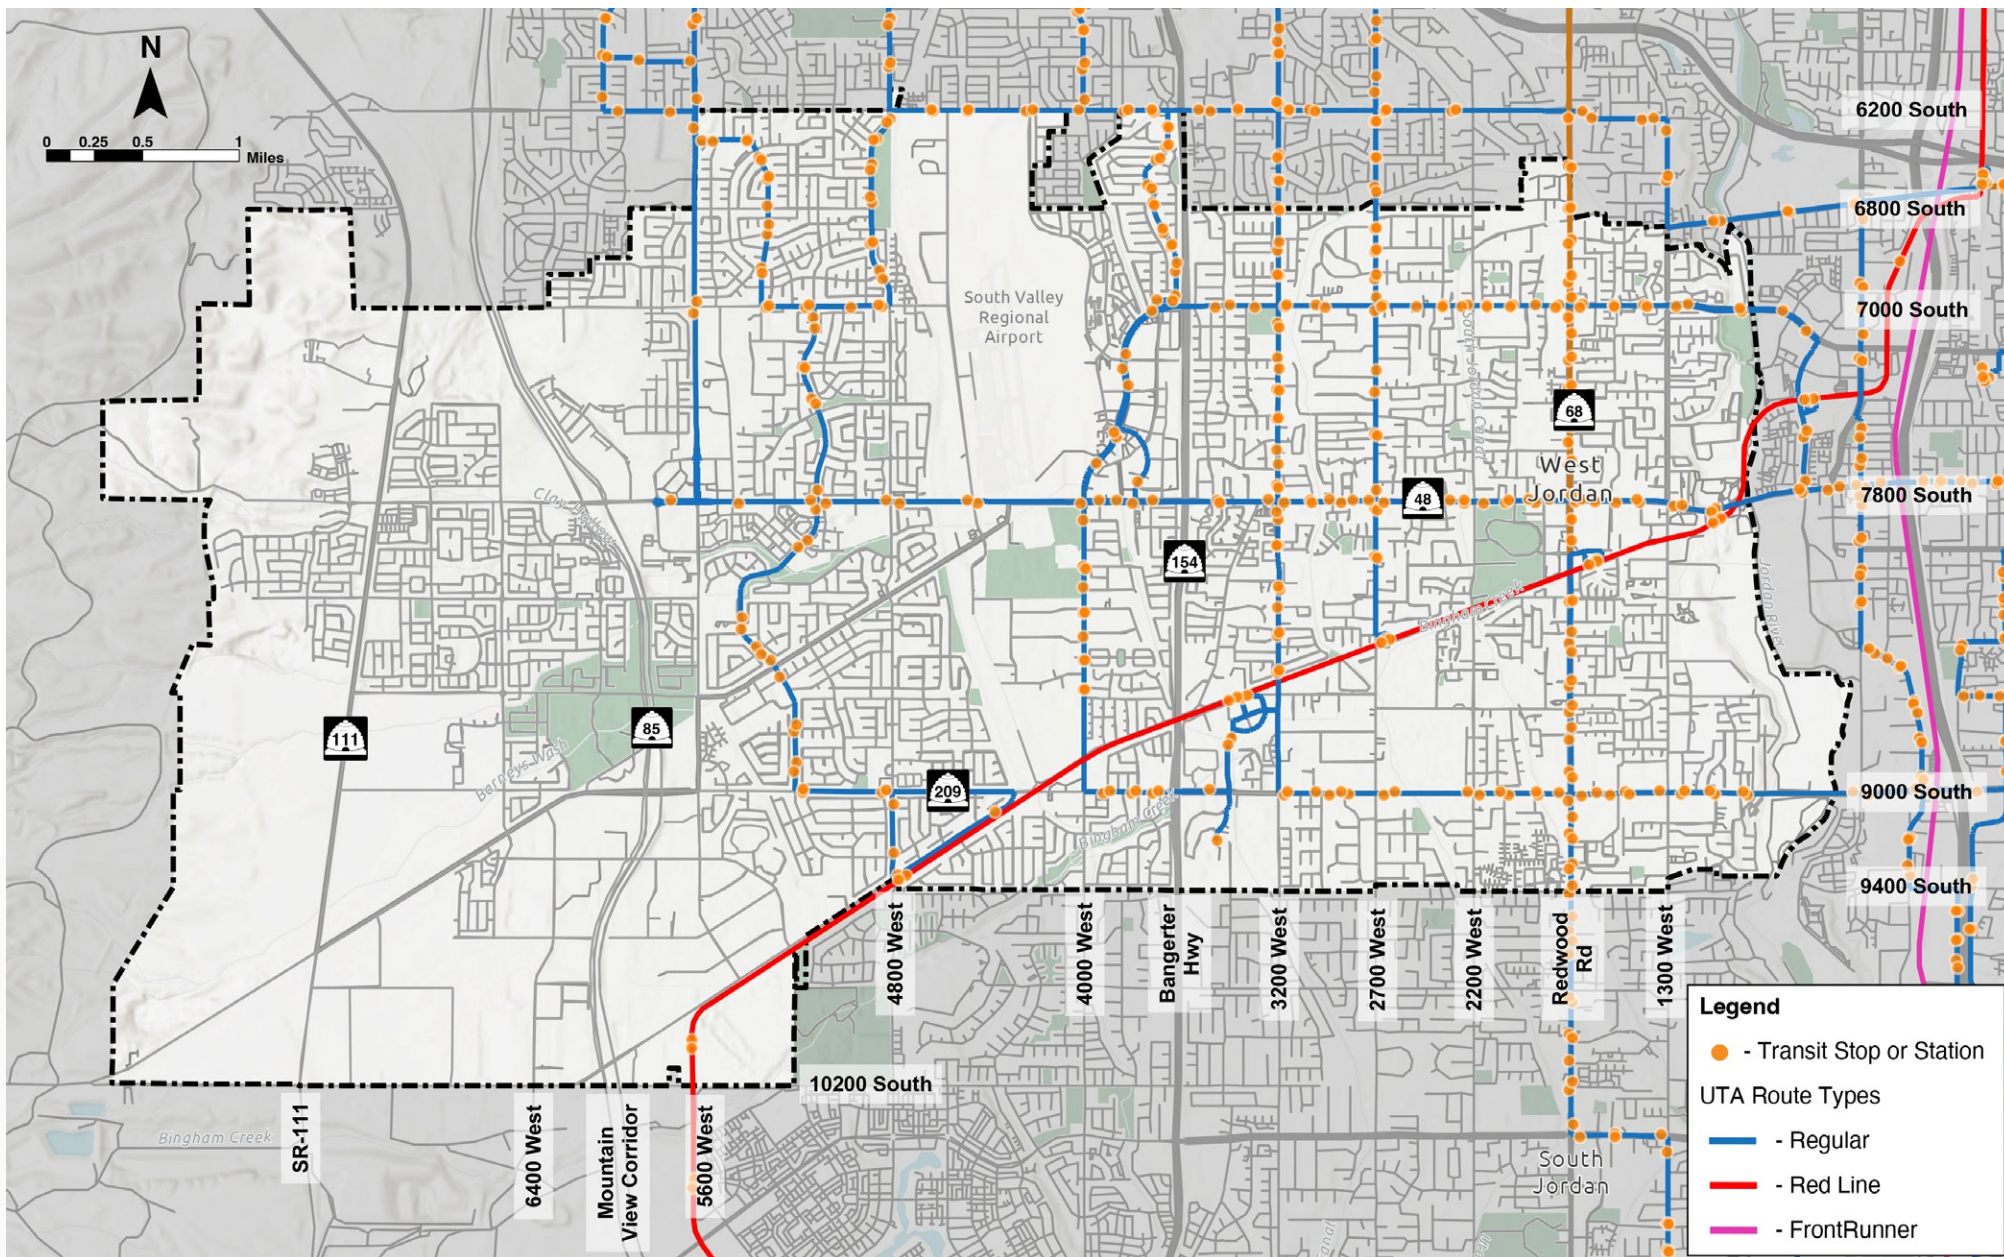 N
0
0.25
0.5
1
Miles
6200 South
6800 South
South Valley
Regional
Airport
7000 South
South Jordan Canal
68
West
Jordan
48
7800 South
Clay Hollow
154
Bingham Creek
Jordan River
111
85
Barneys Wash
209
Bingham Creek
9000 South
9400 South
4800 West
4000 West
Bangerter
Hwy
3200 West
2700 West
2200 West
Redwood
Rd
1300 West
10200 South
Bingham Creek
SR-111
6400 West
Mountain
View Corridor
5600 West
South
Jordan
Legend
- Transit Stop or Station
UTA Route Types
- Regular
- Red Line
- FrontRunner